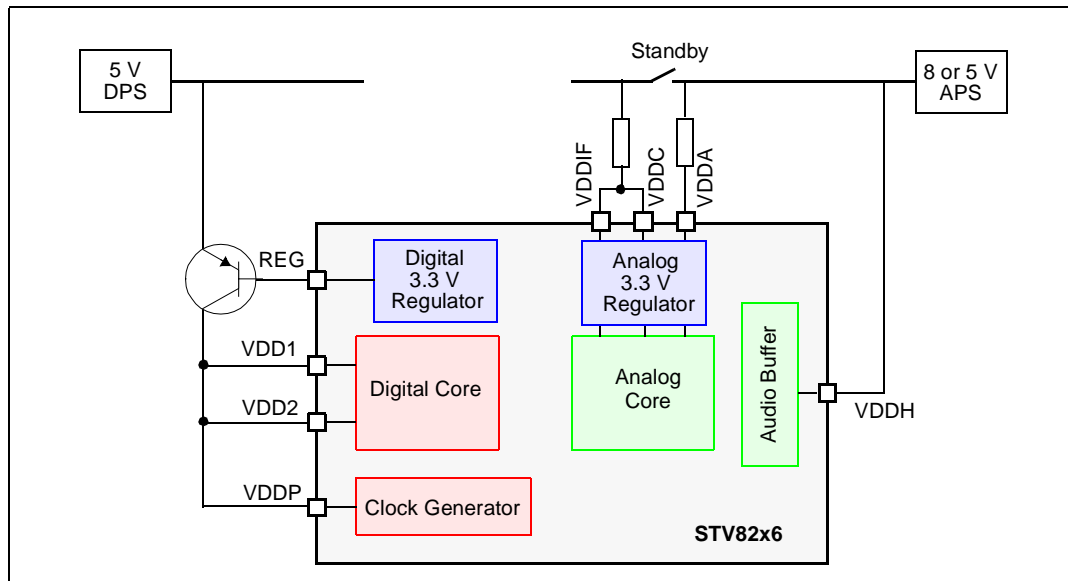 Standby
5 V
DPS
8 or 5 V
APS
VDDIF
VDDC
VDDA
REG
Digital
3.3 V
Regulator
Analog
3.3 V
Regulator
VDD1
Digital Core
VDD2
Analog
Core
Audio Buffer
VDDH
VDDP
Clock Generator
STV82x6